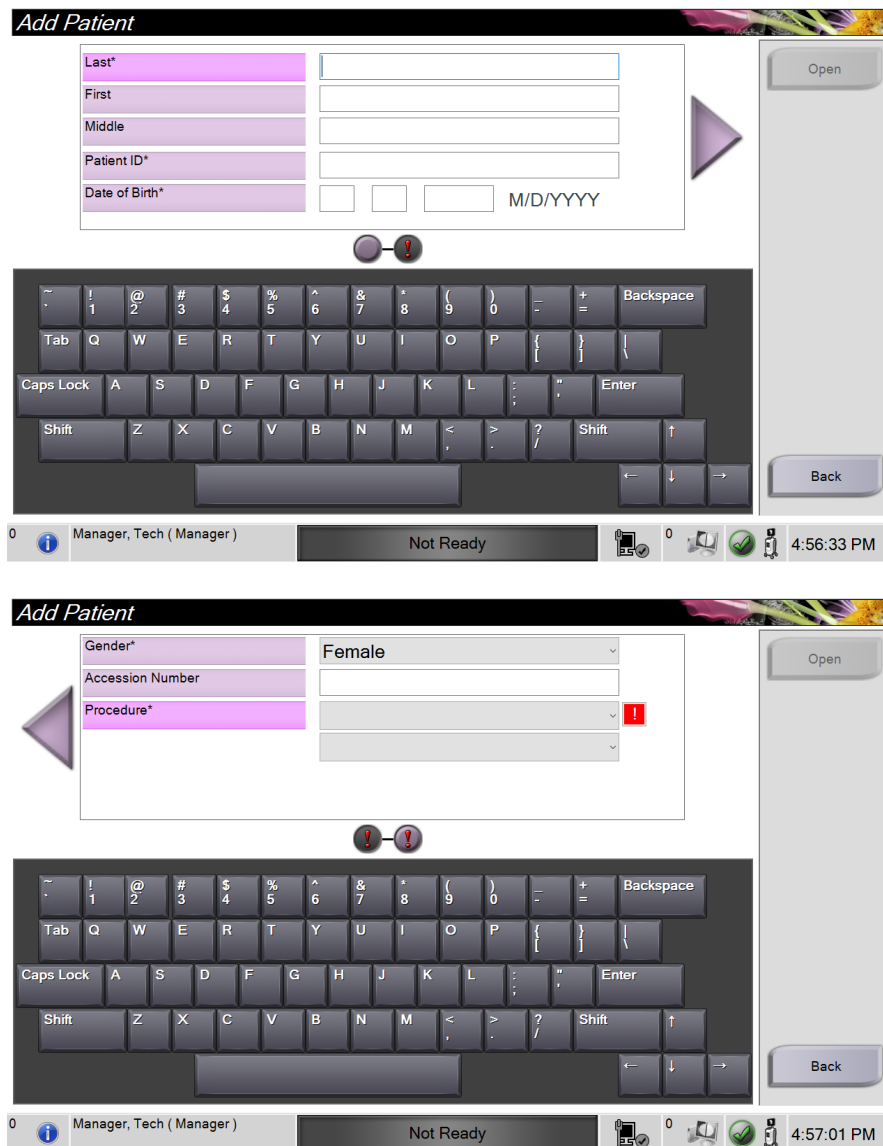 Add Patient
Last*
Open
First
Middle
Patient ID*
Date of Birth* M/D/YYYY
~ ! @ # $ % ^ & * ( ) _ + Backspace
` 1 2 3 4 5 6 7 8 9 0 - =
Tab Q W E R T Y U I O P { } |
[ ] \
Caps Lock A S D F G H J K L : " Enter
; '
Shift Z X C V B N M < > ? Shift ↑
, . /
← ↓ →
Back
0 Manager, Tech ( Manager ) Not Ready 0 4:56:33 PM
Add Patient
Gender* Female
Open
Accession Number
Procedure* !
~ ! @ # $ % ^ & * ( ) _ + Backspace
` 1 2 3 4 5 6 7 8 9 0 - =
Tab Q W E R T Y U I O P { } |
[ ] \
Caps Lock A S D F G H J K L : " Enter
; '
Shift Z X C V B N M < > ? Shift ↑
, . /
← ↓ →
Back
0 Manager, Tech ( Manager ) Not Ready 0 4:57:01 PM